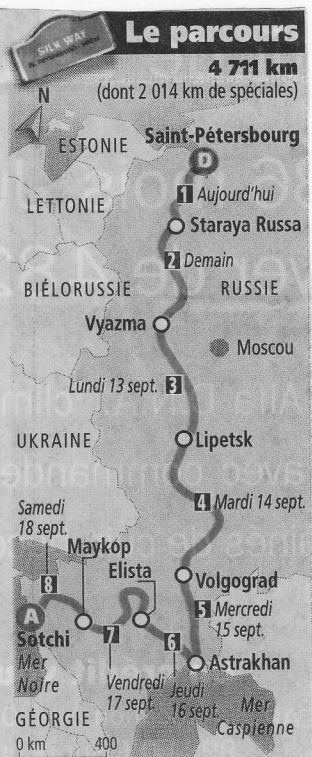 SILK WAY
Le parcours
4 711 km
(dont 2 014 km de spéciales)
N
ESTONIE
Saint-Pétersbourg
D
1 Aujourd'hui
LETTONIE
Staraya Russa
2 Demain
BIÉLORUSSIE
RUSSIE
Vyazma
Moscou
Lundi 13 sept. 3
UKRAINE
Lipetsk
4 Mardi 14 sept.
Samedi
18 sept.
Maykop
8
Elista
Volgograd
A
5 Mercredi
15 sept.
Sotchi
7
6
Astrakhan
Mer
Noire
Vendredi
17 sept.
Jeudi
16 sept.
Mer
Caspienne
GÉORGIE
0 km 400